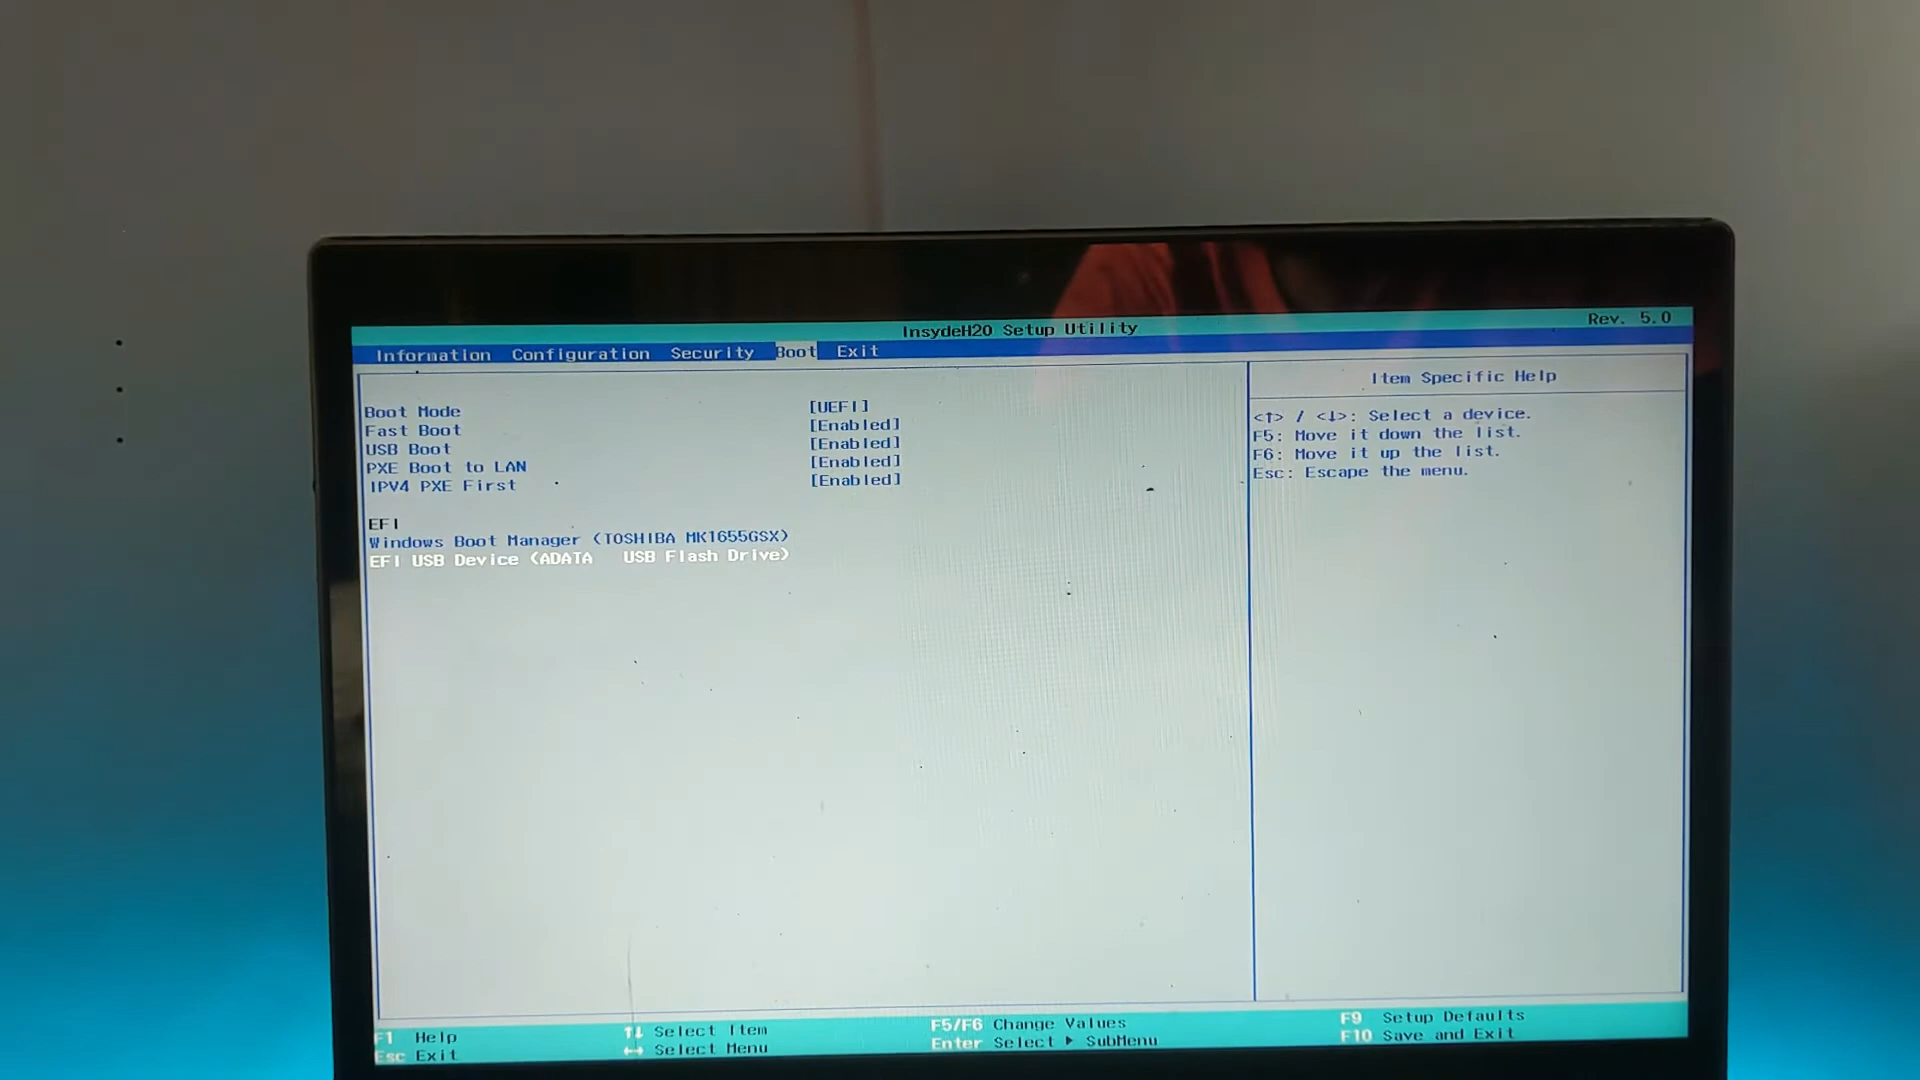 InsydeH20 Setup Utility
Rev. 5.0
Information Configuration Security Boot Exit
Boot Mode [UEFI]
Fast Boot [Enabled]
USB Boot [Enabled]
PXE Boot to LAN [Enabled]
IPV4 PXE First [Enabled]
EFI
Windows Boot Manager (TOSHIBA MK1655GSX)
EFI USB Device (ADATA USB Flash Drive)
Item Specific Help
<↑> / <↓>: Select a device.
F5: Move it down the list.
F6: Move it up the list.
Esc: Escape the menu.
F1 Help ↑↓ Select Item F5/F6 Change Values F9 Setup Defaults
Esc Exit ↔ Select Menu Enter Select ▶ SubMenu F10 Save and Exit